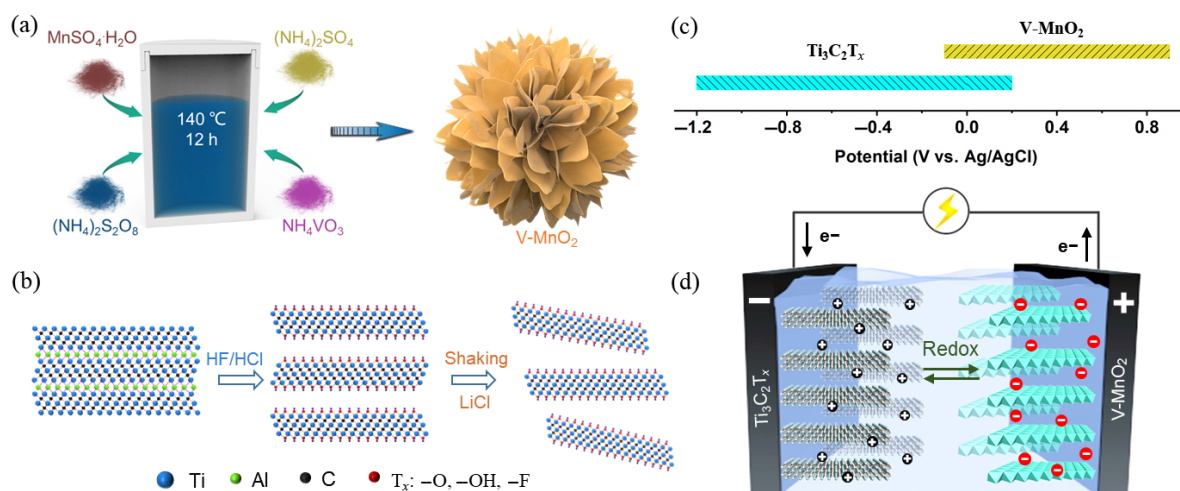 (a)
MnSO₄·H₂O
(NH₄)₂SO₄
140 ℃
12 h
(NH₄)₂S₂O₈
NH₄VO₃
V-MnO₂
(b)
HF/HCl
Shaking
LiCl
Ti
Al
C
Tₓ: –O, –OH, –F
(c)
V-MnO₂
Ti₃C₂Tₓ
–1.2 –0.8 –0.4 0.0 0.4 0.8
Potential (V vs. Ag/AgCl)
(d)
e–
e–
–
+
Redox
Ti₃C₂Tₓ
V-MnO₂